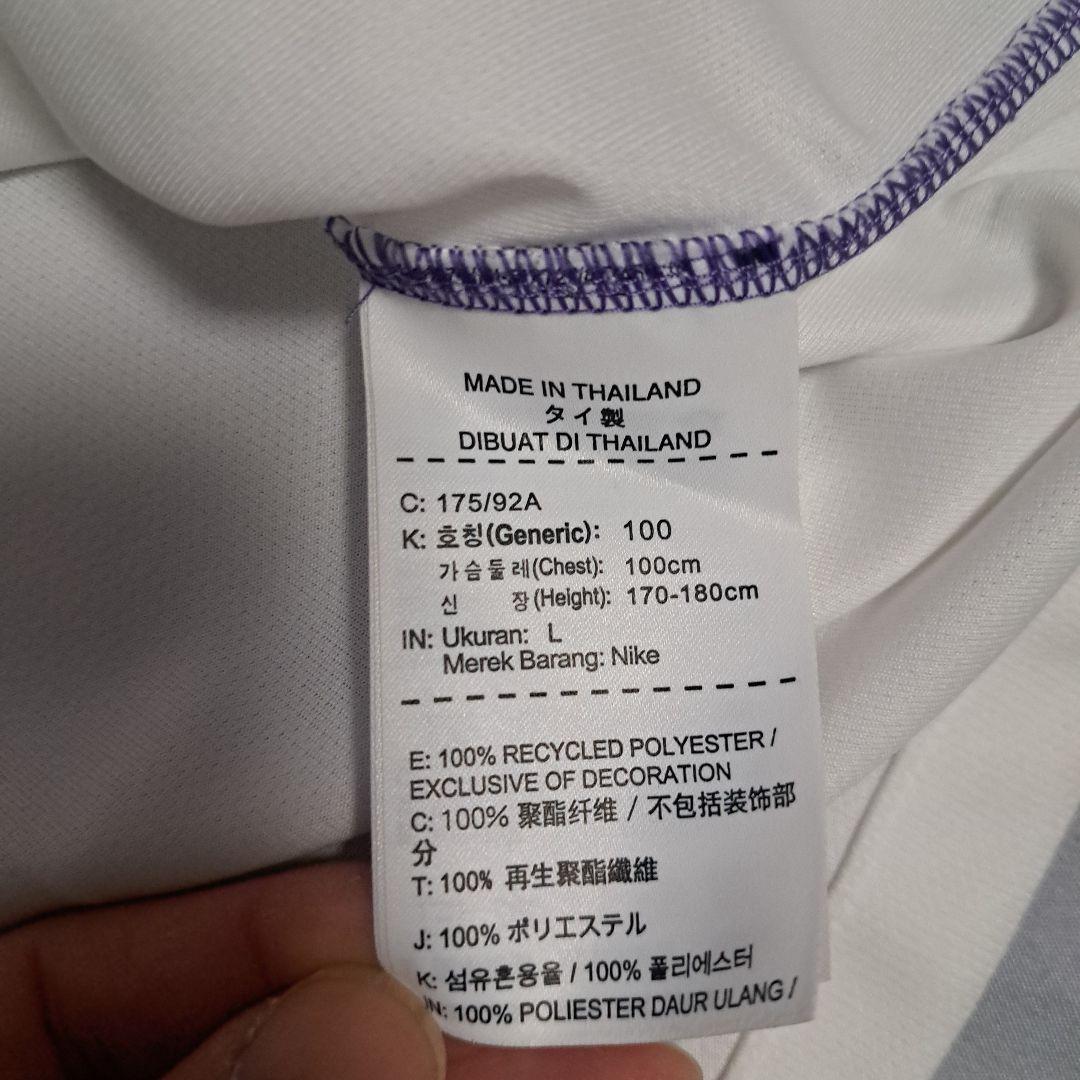 MADE IN THAILAND
タイ製
DIBUAT DI THAILAND
C: 175/92A
K: 호칭(Generic): 100
가슴둘레(Chest): 100cm
신 장(Height): 170-180cm
IN: Ukuran: L
Merek Barang: Nike
E: 100% RECYCLED POLYESTER /
EXCLUSIVE OF DECORATION
C: 100% 聚酯纤维 / 不包括装饰部
分
T: 100% 再生聚酯纖維
J: 100% ポリエステル
K: 섬유혼용율 / 100% 폴리에스터
IN: 100% POLIESTER DAUR ULANG /